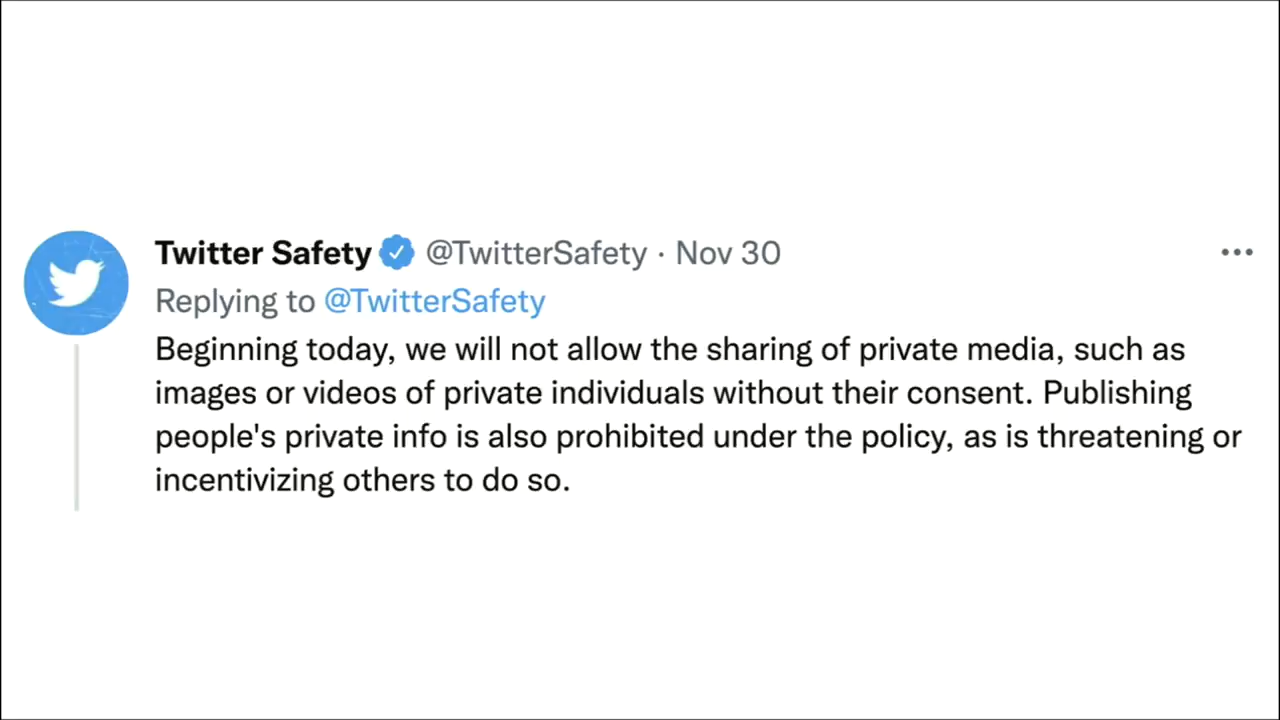 Twitter Safety @TwitterSafety · Nov 30
Replying to @TwitterSafety
Beginning today, we will not allow the sharing of private media, such as
images or videos of private individuals without their consent. Publishing
people's private info is also prohibited under the policy, as is threatening or
incentivizing others to do so.